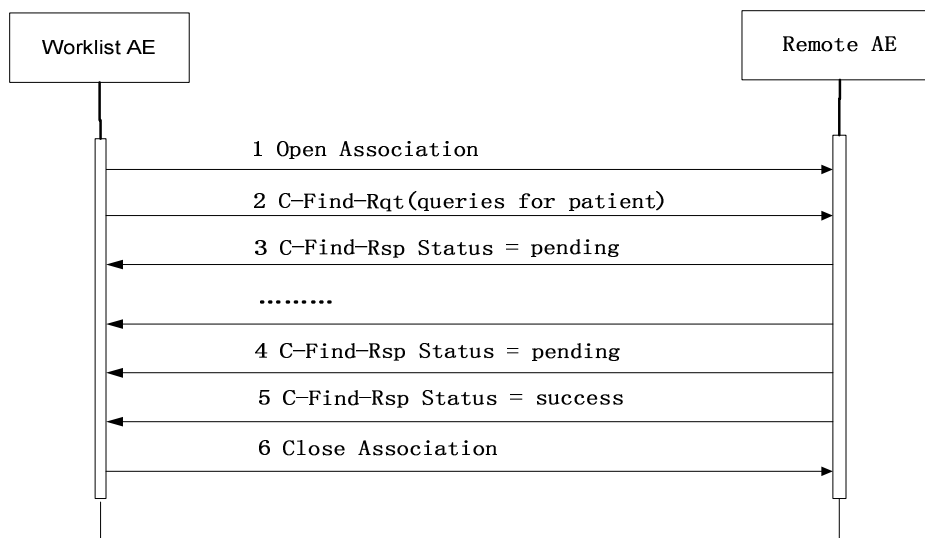 Worklist AE
Remote AE
1 Open Association
2 C-Find-Rqt(queries for patient)
3 C-Find-Rsp Status = pending
.........
4 C-Find-Rsp Status = pending
5 C-Find-Rsp Status = success
6 Close Association